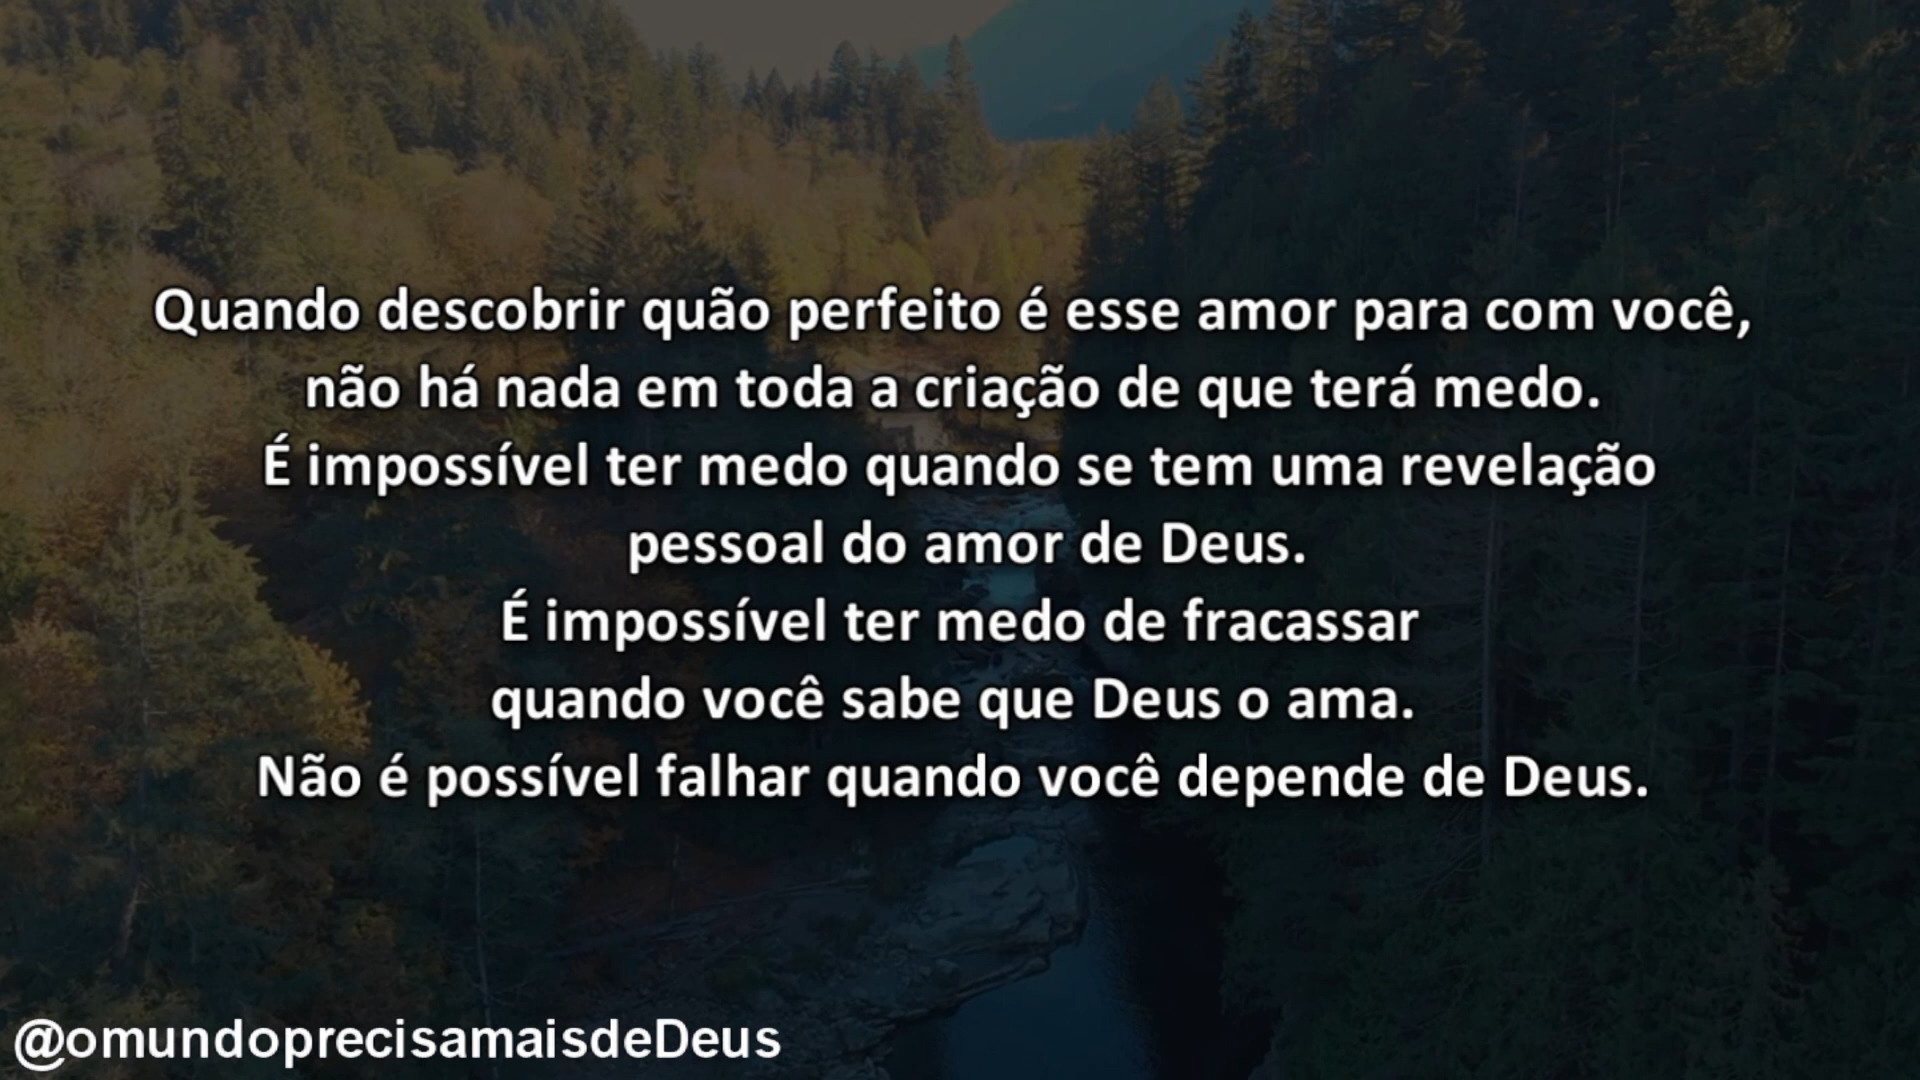 Quando descobrir quão perfeito é esse amor para com você,
não há nada em toda a criação de que terá medo.
É impossível ter medo quando se tem uma revelação
pessoal do amor de Deus.
É impossível ter medo de fracassar
quando você sabe que Deus o ama.
Não é possível falhar quando você depende de Deus.
@omundoprecisamaisdeDeus